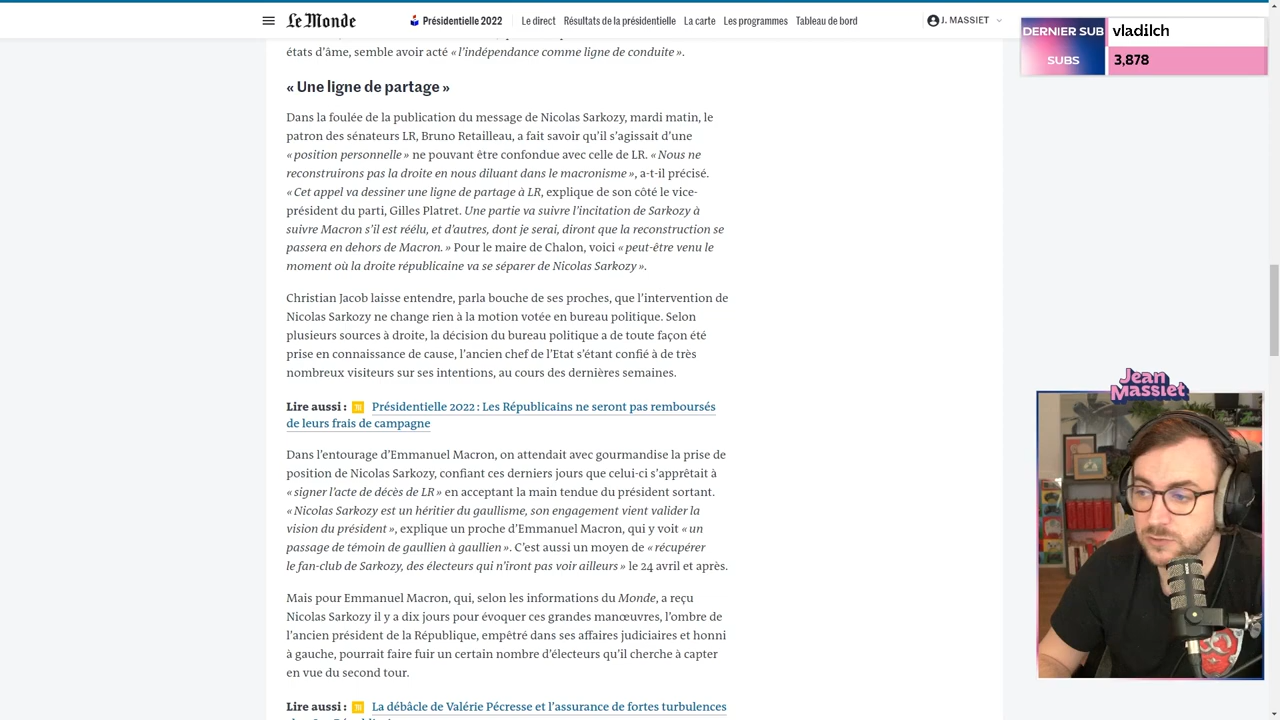 Le Monde
Présidentielle 2022
Le direct
Résultats de la présidentielle
La carte
Les programmes
Tableau de bord
J. MASSIET
DERNIER SUB
vladilch
SUBS
3,878
états d’âme, semble avoir acté « l’indépendance comme ligne de conduite ».
« Une ligne de partage »
Dans la foulée de la publication du message de Nicolas Sarkozy, mardi matin, le
patron des sénateurs LR, Bruno Retailleau, a fait savoir qu’il s’agissait d’une
« position personnelle » ne pouvant être confondue avec celle de LR. « Nous ne
reconstruirons pas la droite en nous diluant dans le macronisme », a-t-il précisé.
« Cet appel va dessiner une ligne de partage à LR, explique de son côté le vice-
président du parti, Gilles Platret. Une partie va suivre l’incitation de Sarkozy à
suivre Macron s’il est réélu, et d’autres, dont je serai, diront que la reconstruction se
passera en dehors de Macron. » Pour le maire de Chalon, voici « peut-être venu le
moment où la droite républicaine va se séparer de Nicolas Sarkozy ».
Christian Jacob laisse entendre, parla bouche de ses proches, que l’intervention de
Nicolas Sarkozy ne change rien à la motion votée en bureau politique. Selon
plusieurs sources à droite, la décision du bureau politique a de toute façon été
prise en connaissance de cause, l’ancien chef de l’Etat s’étant confié à de très
nombreux visiteurs sur ses intentions, au cours des dernières semaines.
Lire aussi : Présidentielle 2022 : Les Républicains ne seront pas remboursés
de leurs frais de campagne
Dans l’entourage d’Emmanuel Macron, on attendait avec gourmandise la prise de
position de Nicolas Sarkozy, confiant ces derniers jours que celui-ci s’apprêtait à
« signer l’acte de décès de LR » en acceptant la main tendue du président sortant.
« Nicolas Sarkozy est un héritier du gaullisme, son engagement vient valider la
vision du président », explique un proche d’Emmanuel Macron, qui y voit « un
passage de témoin de gaullien à gaullien ». C’est aussi un moyen de « récupérer
le fan-club de Sarkozy, des électeurs qui n’iront pas voir ailleurs » le 24 avril et après.
Mais pour Emmanuel Macron, qui, selon les informations du Monde, a reçu
Nicolas Sarkozy il y a dix jours pour évoquer ces grandes manœuvres, l’ombre de
l’ancien président de la République, empêtré dans ses affaires judiciaires et honni
à gauche, pourrait faire fuir un certain nombre d’électeurs qu’il cherche à capter
en vue du second tour.
Lire aussi : La débâcle de Valérie Pécresse et l’assurance de fortes turbulences
Jean
Massiet